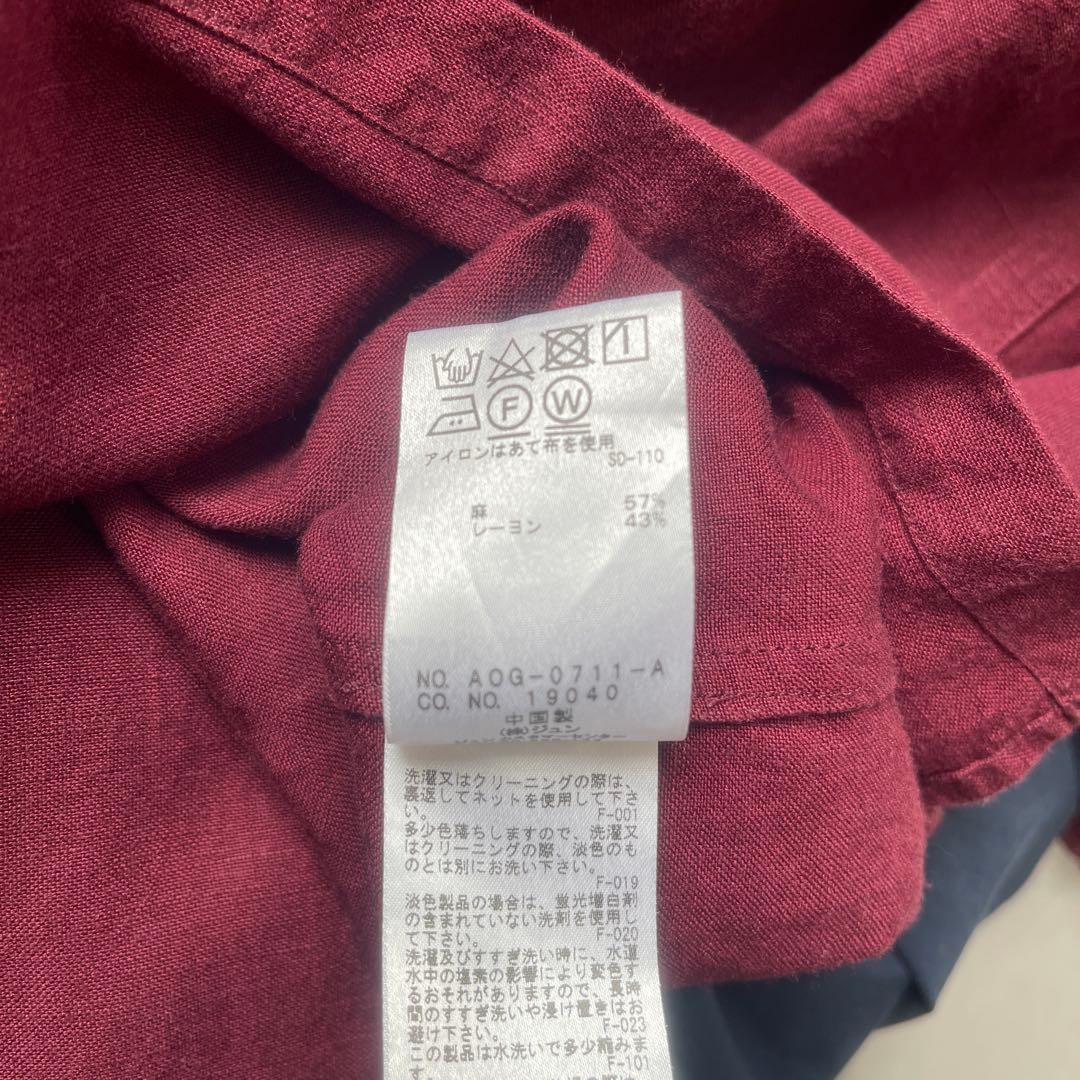 F
W
アイロンはあて布を使用
SD-110
麻 57%
レーヨン 43%
NO. AOG-0711-A
CO. NO. 19040
中国製
(株)ジュン
洗濯又はクリーニングの際は、
裏返してネットを使用して下さ
い。 F-001
多少色落ちしますので、洗濯又
はクリーニングの際、淡色のも
のとは別にお洗い下さい。
F-019
淡色製品の場合は、蛍光増白剤
の含まれていない洗剤を使用し
て下さい。 F-020
洗濯及びすすぎ洗い時に、水道
水中の塩素の影響により変色す
るおそれがありますので、長時
間のすすぎ洗いや浸け置きはお
避け下さい。 F-023
この製品は水洗いで多少縮みま
す。 F-101